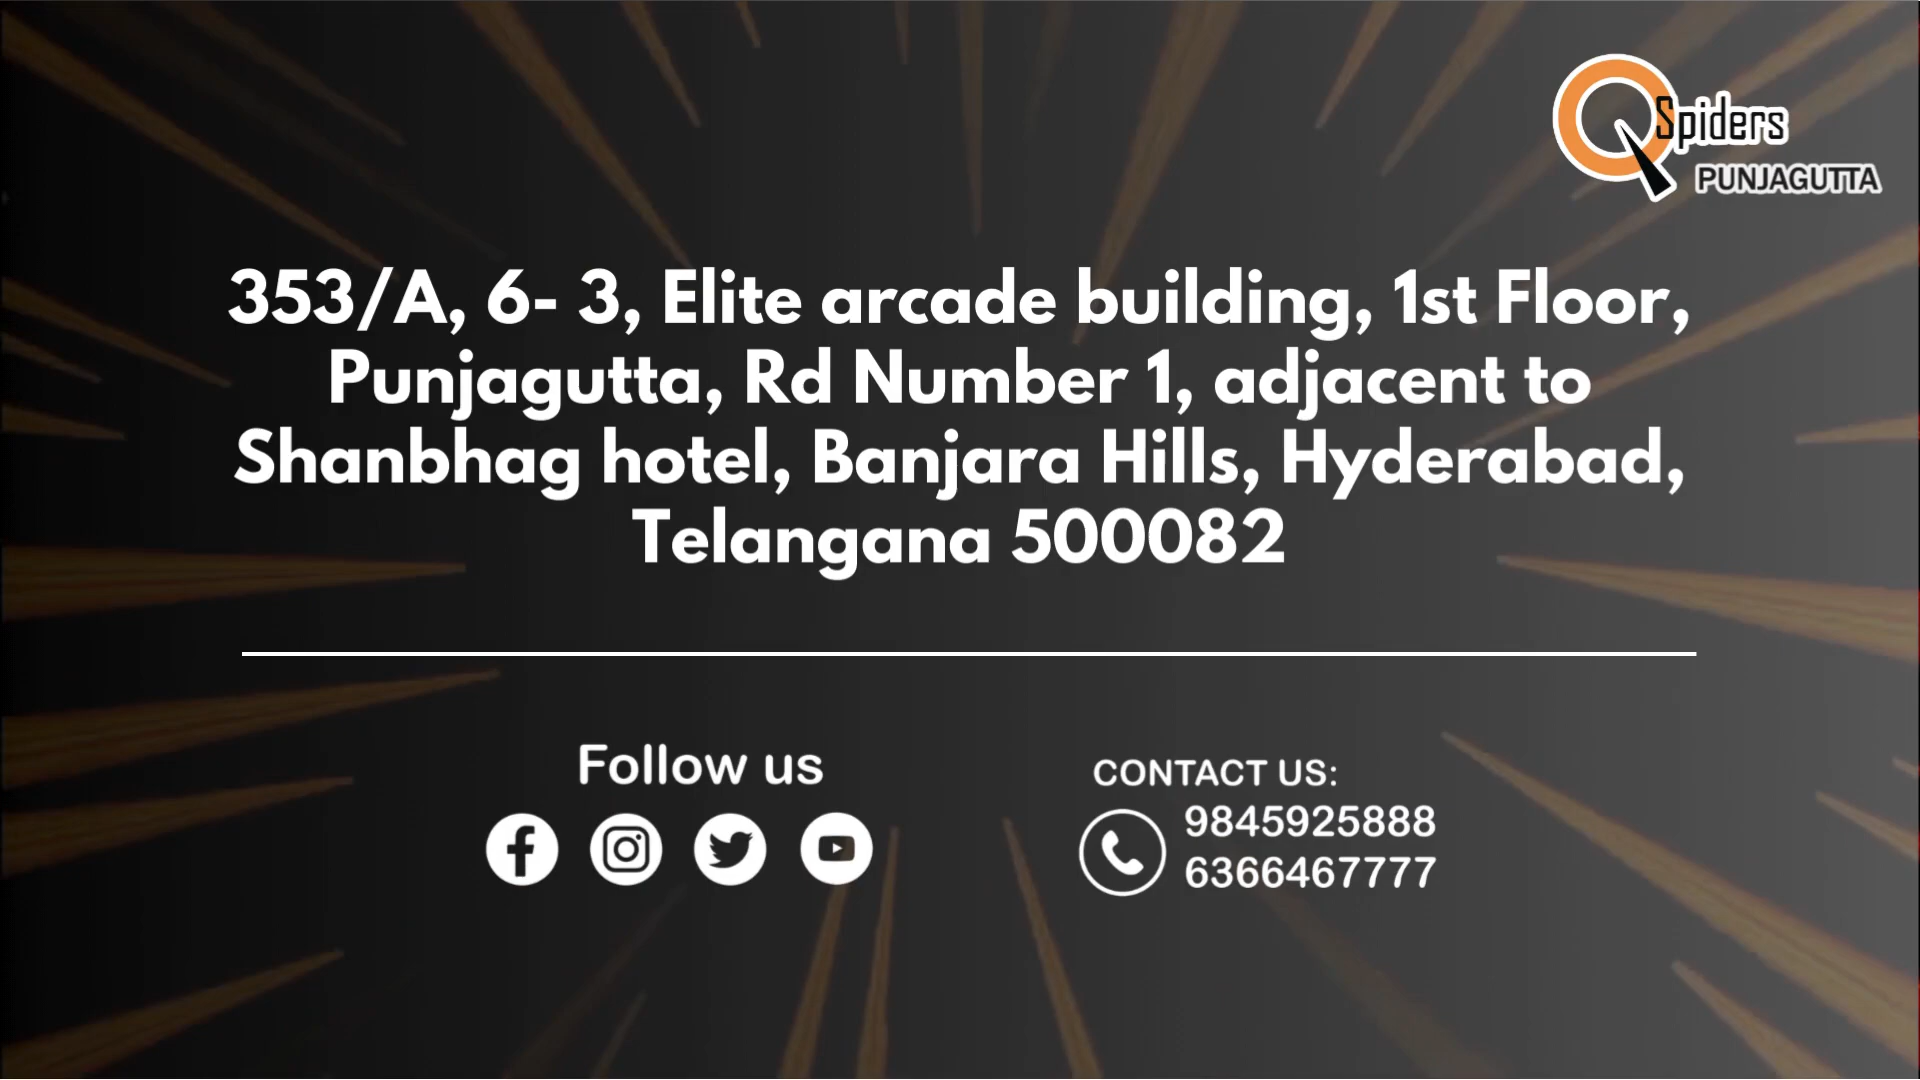 QSpiders
PUNJAGUTTA
353/A, 6- 3, Elite arcade building, 1st Floor,
Punjagutta, Rd Number 1, adjacent to
Shanbhag hotel, Banjara Hills, Hyderabad,
Telangana 500082
Follow us
CONTACT US:
9845925888
6366467777